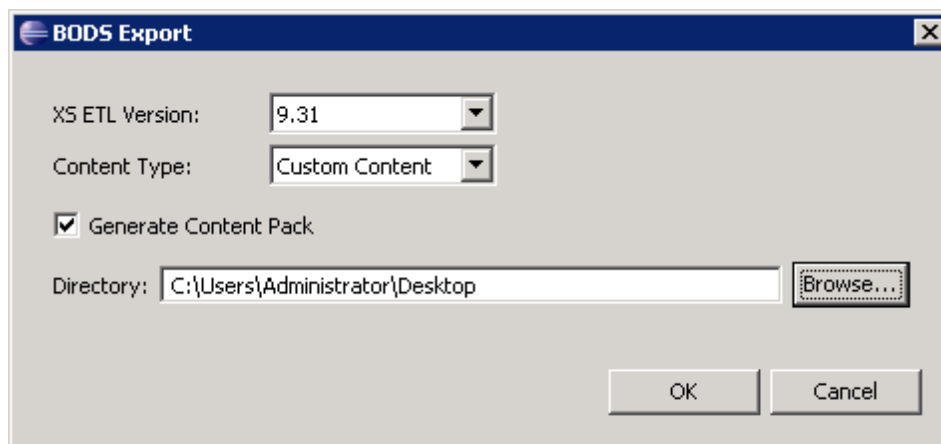 BODS Export
XS ETL Version: 9.31
Content Type: Custom Content
Generate Content Pack
Directory: C:\Users\Administrator\Desktop Browse...
OK Cancel